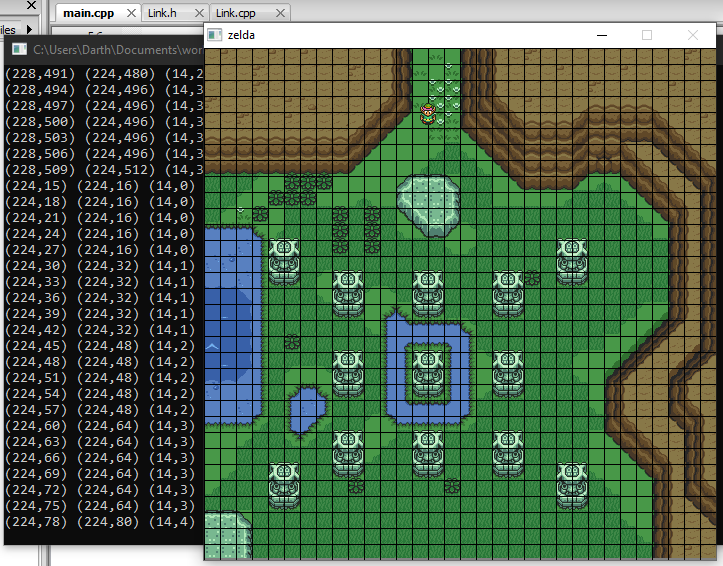 main.cpp Link.h Link.cpp
iles
zelda
C:\Users\Darth\Documents\wor
(228,491) (224,480) (14,2
(228,494) (224,496) (14,3
(228,497) (224,496) (14,3
(228,500) (224,496) (14,3
(228,503) (224,496) (14,3
(228,506) (224,496) (14,3
(228,509) (224,512) (14,3
(224,15) (224,16) (14,0)
(224,18) (224,16) (14,0)
(224,21) (224,16) (14,0)
(224,24) (224,16) (14,0)
(224,27) (224,16) (14,0)
(224,30) (224,32) (14,1)
(224,33) (224,32) (14,1)
(224,36) (224,32) (14,1)
(224,39) (224,32) (14,1)
(224,42) (224,32) (14,1)
(224,45) (224,48) (14,2)
(224,48) (224,48) (14,2)
(224,51) (224,48) (14,2)
(224,54) (224,48) (14,2)
(224,57) (224,48) (14,2)
(224,60) (224,64) (14,3)
(224,63) (224,64) (14,3)
(224,66) (224,64) (14,3)
(224,69) (224,64) (14,3)
(224,72) (224,64) (14,3)
(224,75) (224,64) (14,3)
(224,78) (224,80) (14,4)